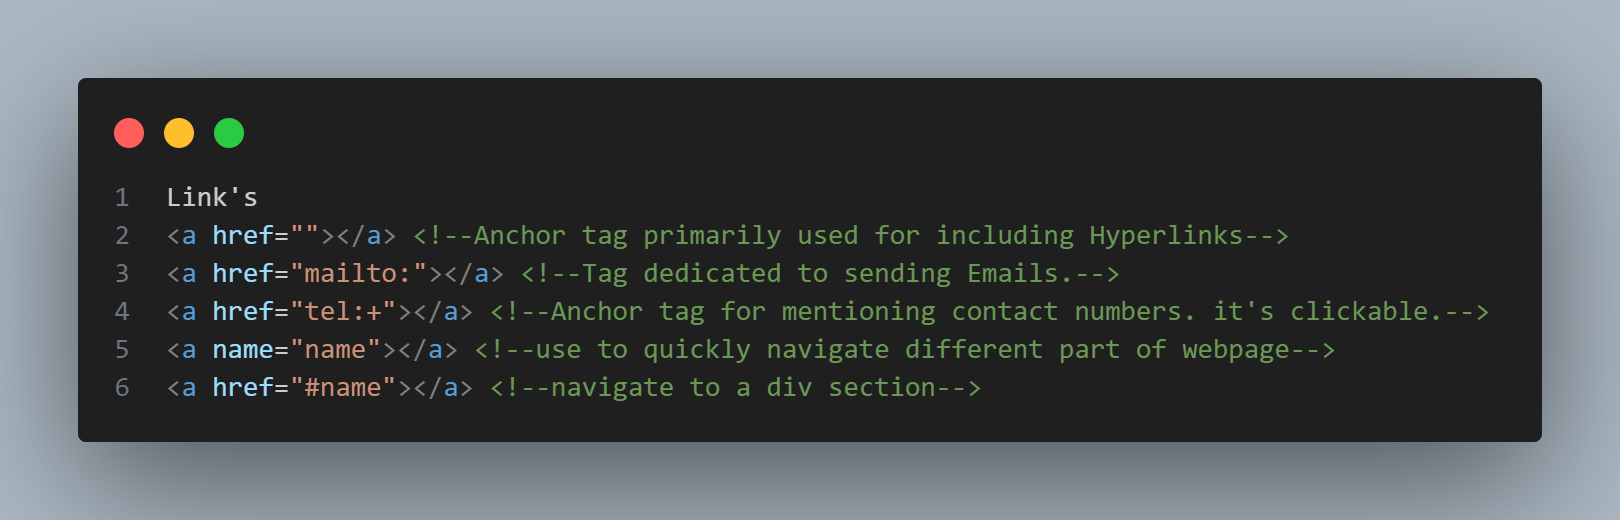 1 Link's
2 <a href=""></a> <!--Anchor tag primarily used for including Hyperlinks-->
3 <a href="mailto:"></a> <!--Tag dedicated to sending Emails.-->
4 <a href="tel:+"></a> <!--Anchor tag for mentioning contact numbers. it's clickable.-->
5 <a name="name"></a> <!--use to quickly navigate different part of webpage-->
6 <a href="#name"></a> <!--navigate to a div section-->